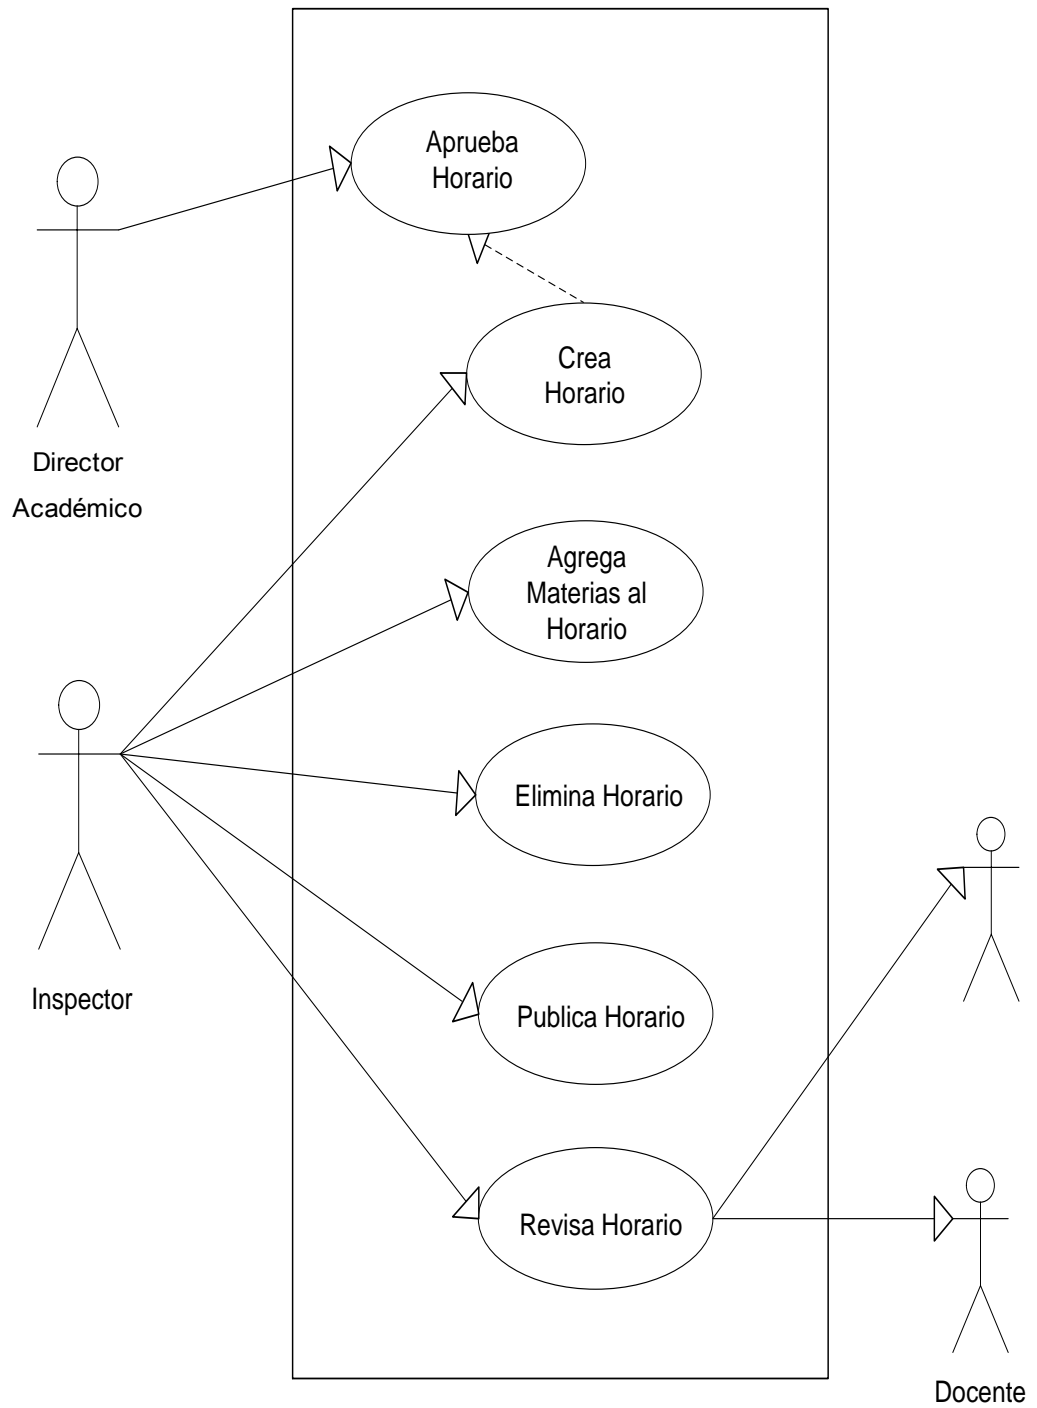 Aprueba
Horario
Crea
Horario
Director
Académico
Agrega
Materias al
Horario
Elimina Horario
Inspector
Publica Horario
Revisa Horario
Docente